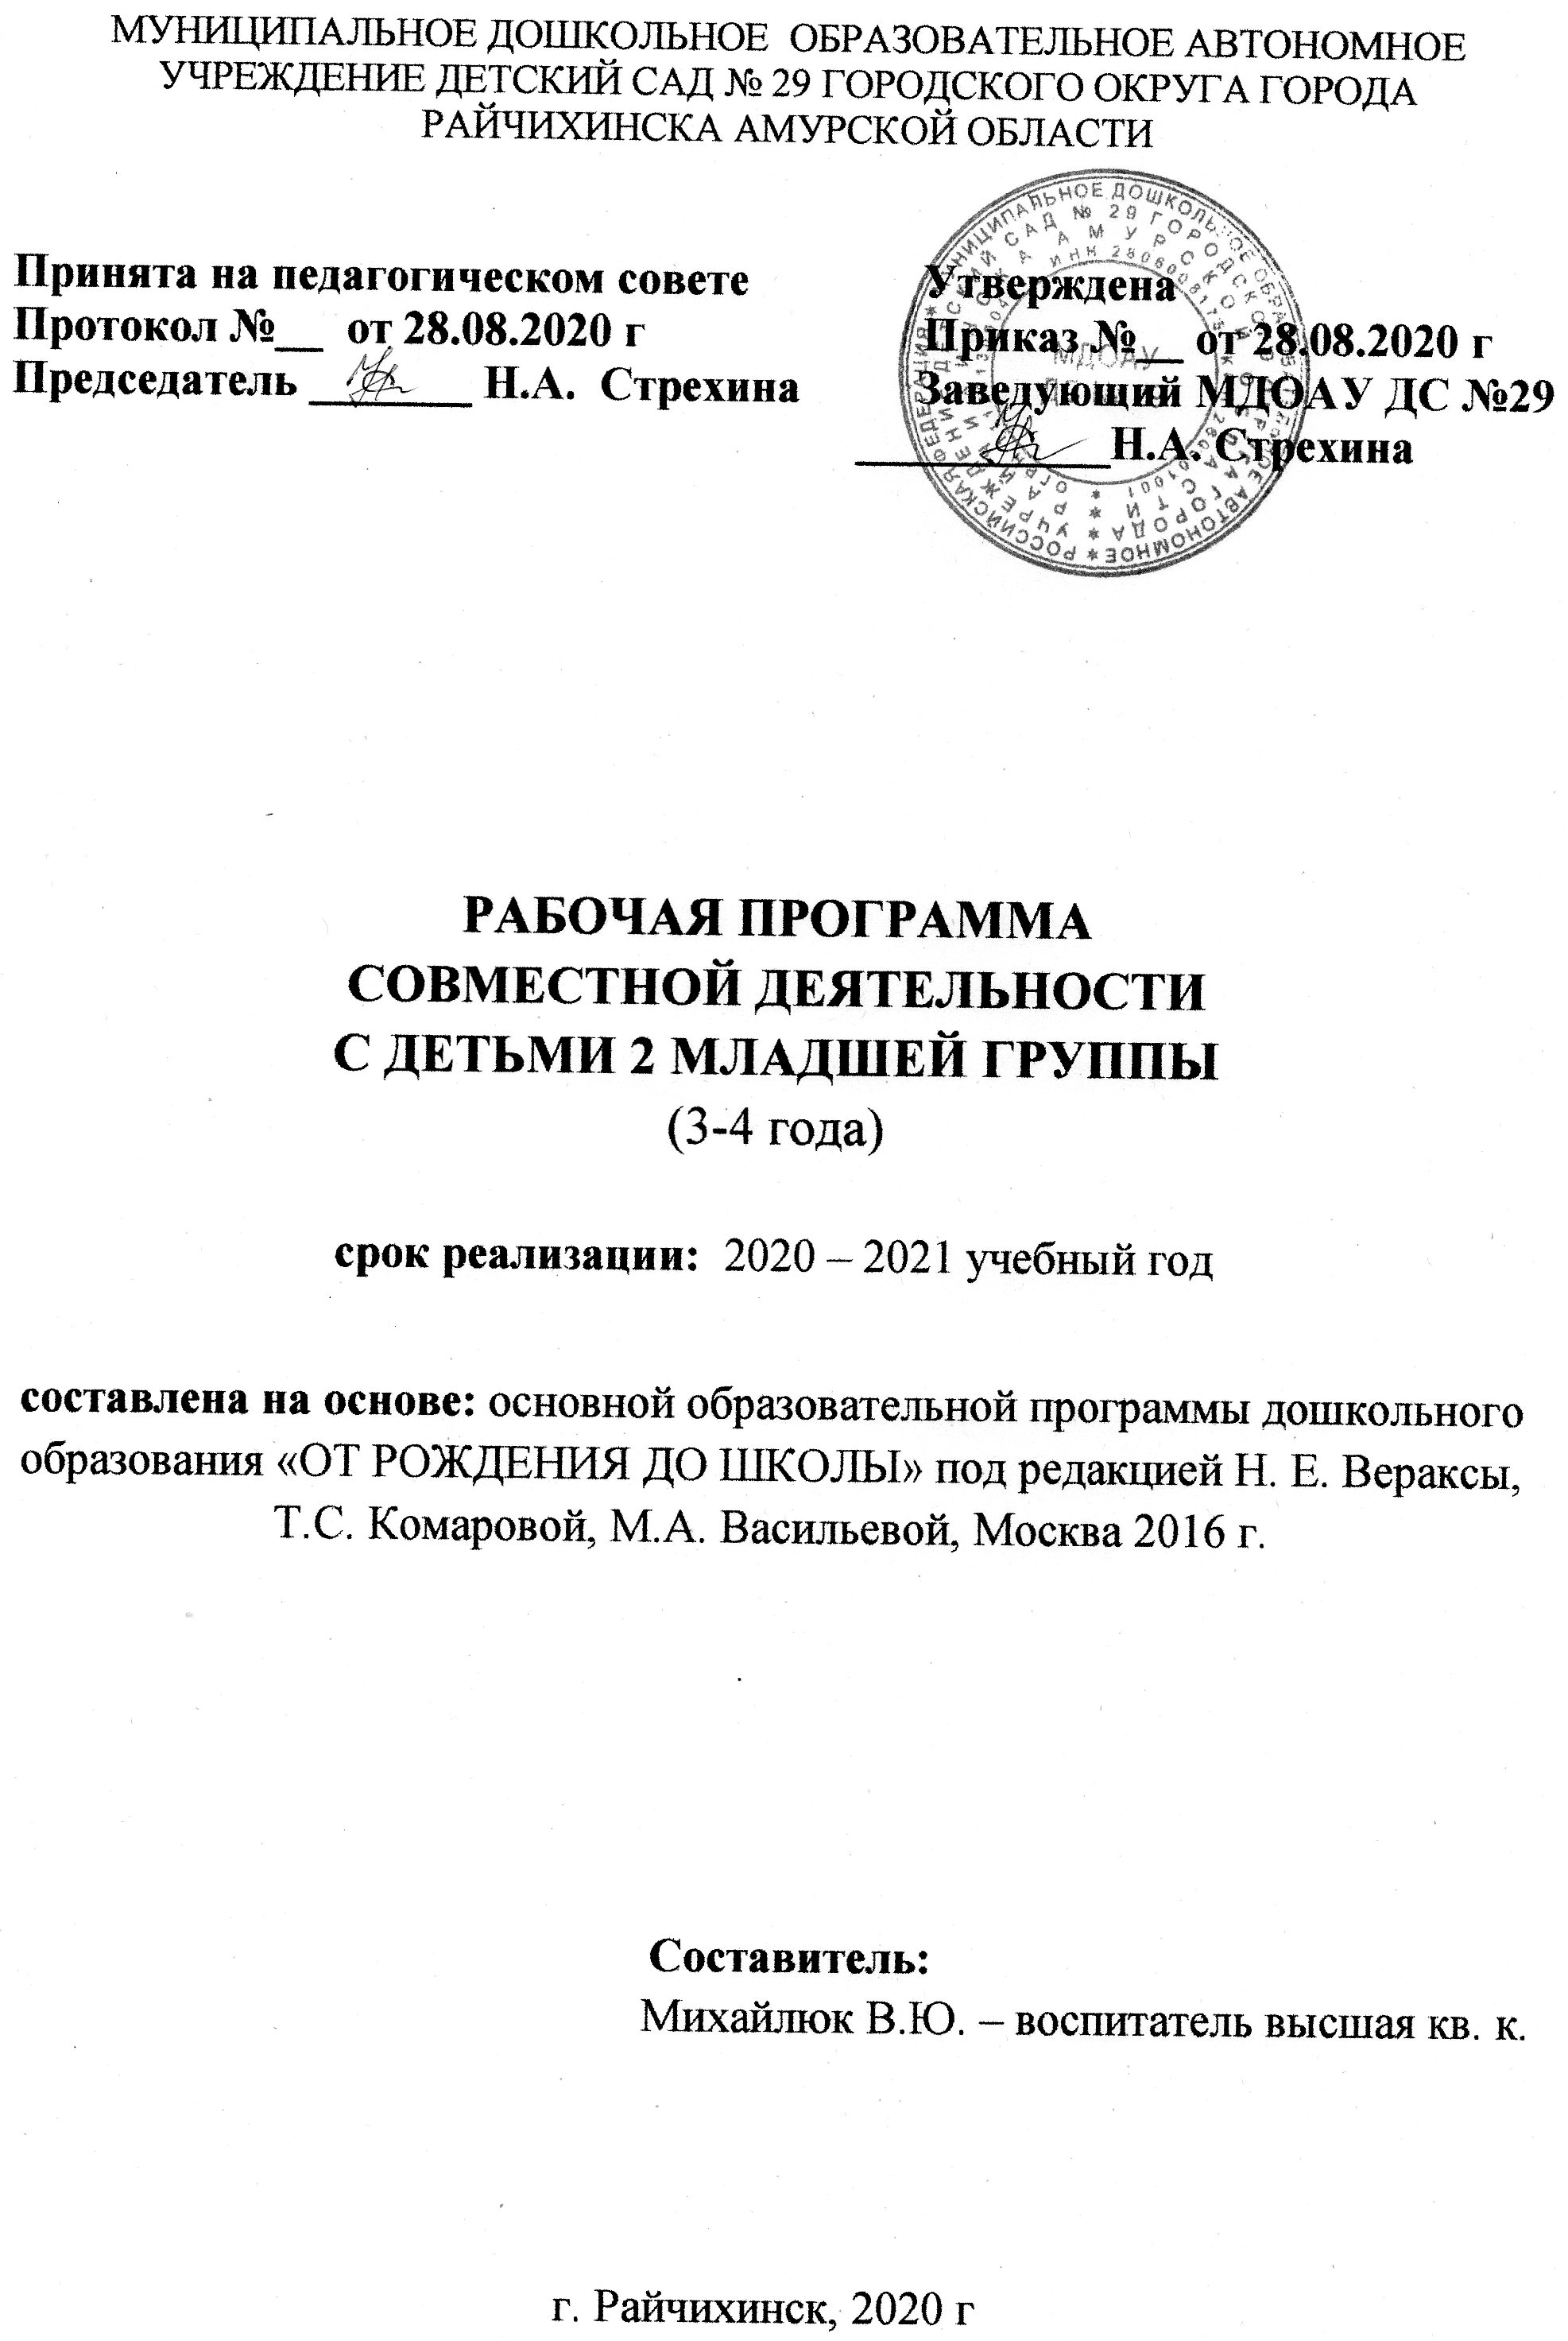 МУНИЦИПАЛЬНОЕ ДОШКОЛЬНОЕ ОБРАЗОВАТЕЛЬНОЕ АВТОНОМНОЕ
УЧРЕЖДЕНИЕ ДЕТСКИЙ САД № 29 ГОРОДСКОГО ОКРУГА ГОРОДА
РАЙЧИХИНСКА АМУРСКОЙ ОБЛАСТИ
Принята на педагогическом совете
Протокол №__ от 28.08.2020 г
Председатель _______ Н.А. Стрехина
Утверждена
Приказ №__ от 28.08.2020 г
Заведующий МДОАУ ДС №29
___________Н.А. Стрехина
МДОАУ
РАБОЧАЯ ПРОГРАММА
СОВМЕСТНОЙ ДЕЯТЕЛЬНОСТИ
С ДЕТЬМИ 2 МЛАДШЕЙ ГРУППЫ
(3-4 года)
срок реализации: 2020 – 2021 учебный год
составлена на основе: основной образовательной программы дошкольного
образования «ОТ РОЖДЕНИЯ ДО ШКОЛЫ» под редакцией Н. Е. Вераксы,
Т.С. Комаровой, М.А. Васильевой, Москва 2016 г.
Составитель:
Михайлюк В.Ю. – воспитатель высшая кв. к.
г. Райчихинск, 2020 г